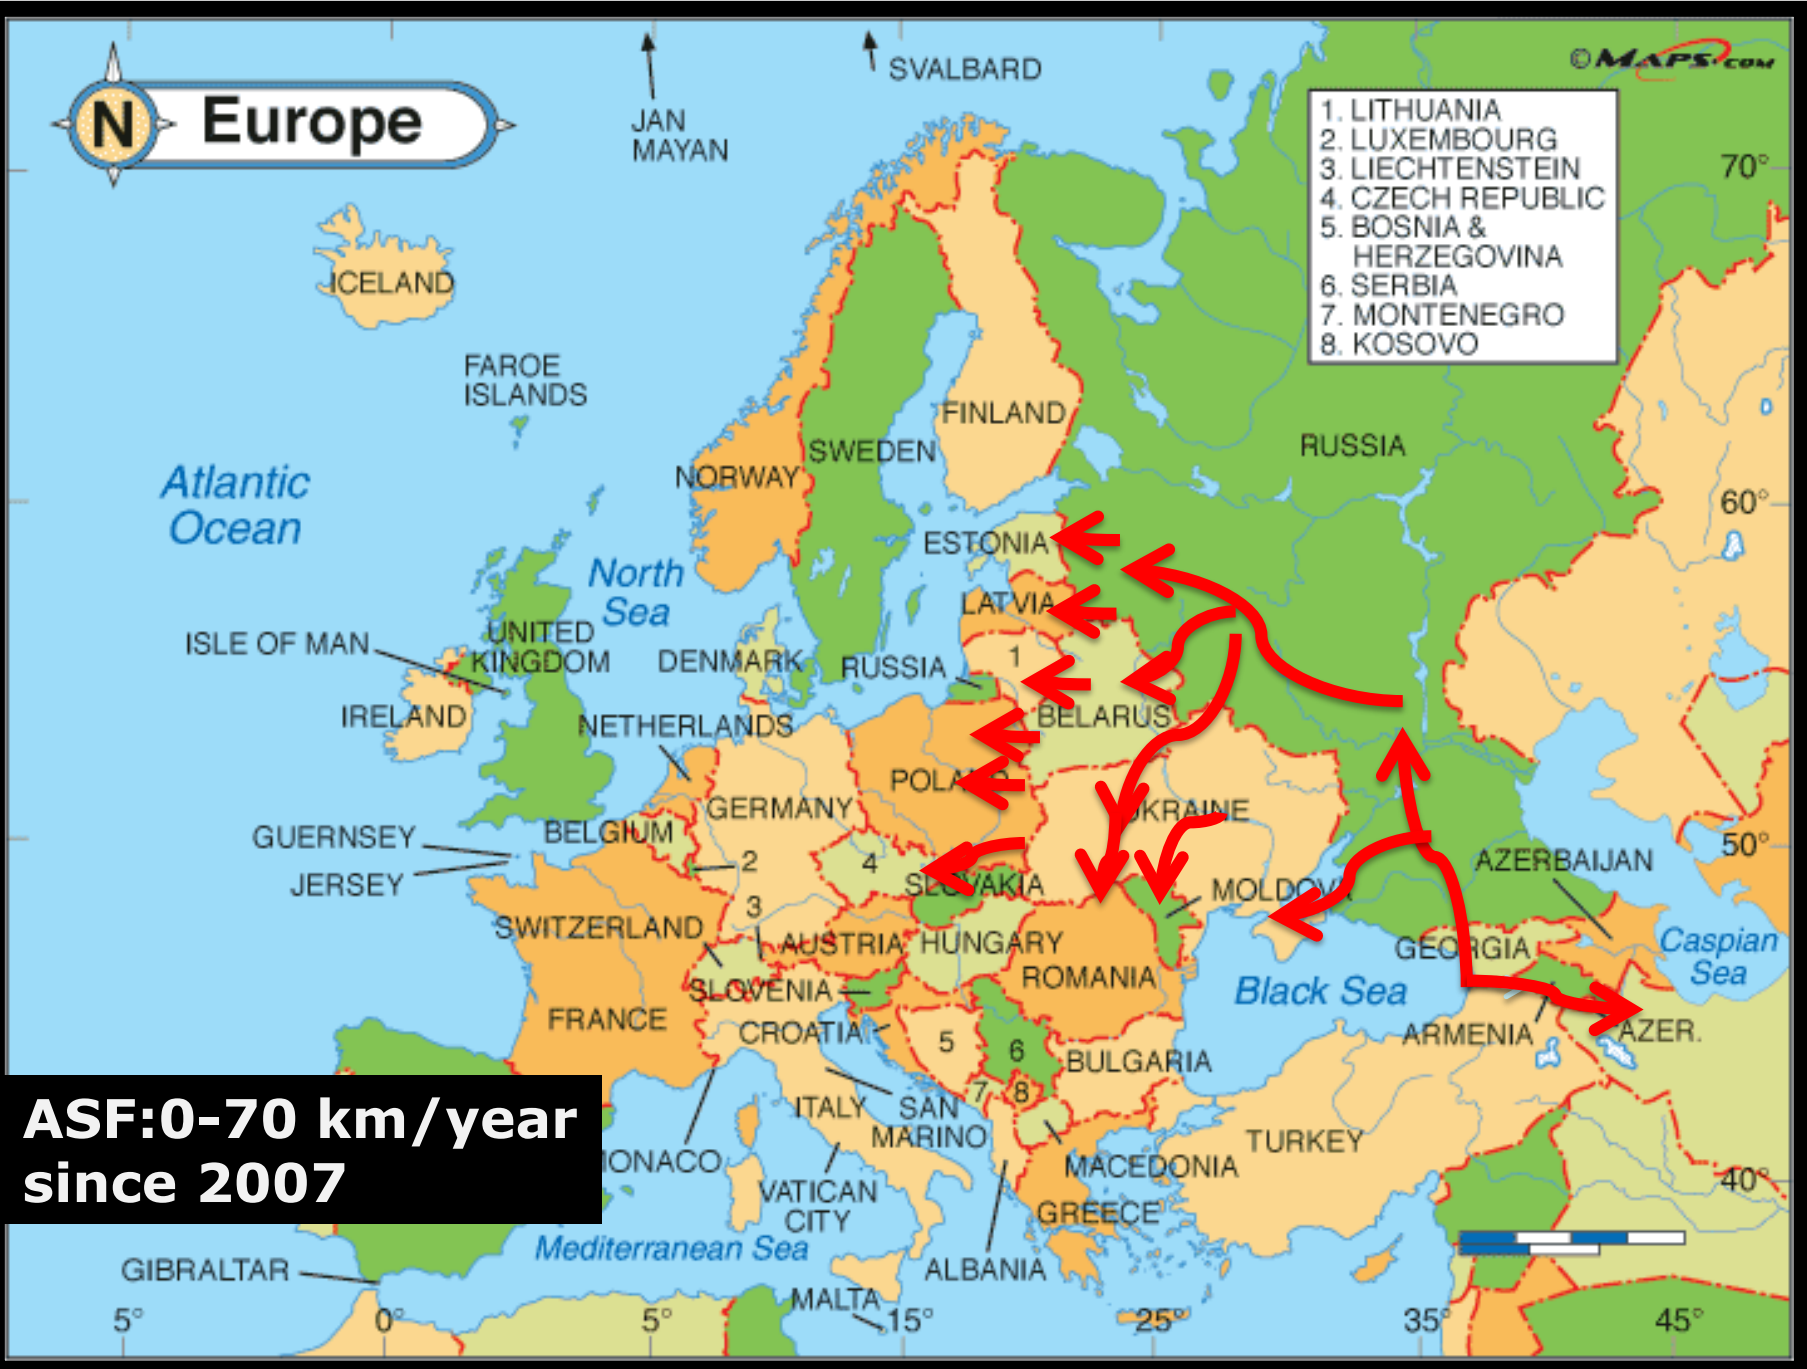 SVALBARD
©MAPS.COM
N
Europe
JAN
MAYAN
1. LITHUANIA
2. LUXEMBOURG
3. LIECHTENSTEIN
4. CZECH REPUBLIC
5. BOSNIA &
HERZEGOVINA
6. SERBIA
7. MONTENEGRO
8. KOSOVO
70°
ICELAND
FAROE
ISLANDS
FINLAND
RUSSIA
SWEDEN
NORWAY
Atlantic
Ocean
60°
ESTONIA
North
Sea
LATVIA
ISLE OF MAN
UNITED
KINGDOM
DENMARK
RUSSIA
1
IRELAND
NETHERLANDS
BELARUS
POLAND
GERMANY
UKRAINE
GUERNSEY
BELGIUM
50°
JERSEY
2
4
SLOVAKIA
MOLDOVA
AZERBAIJAN
3
SWITZERLAND
AUSTRIA
HUNGARY
GEORGIA
Caspian
Sea
ROMANIA
SLOVENIA
Black Sea
FRANCE
CROATIA
5
6
ARMENIA
AZER.
BULGARIA
7
8
ITALY
SAN
MARINO
ASF:0-70 km/year
since 2007
MONACO
TURKEY
MACEDONIA
40°
VATICAN
CITY
GREECE
Mediterranean Sea
GIBRALTAR
ALBANIA
MALTA
5°
0°
5°
15°
25°
35°
45°